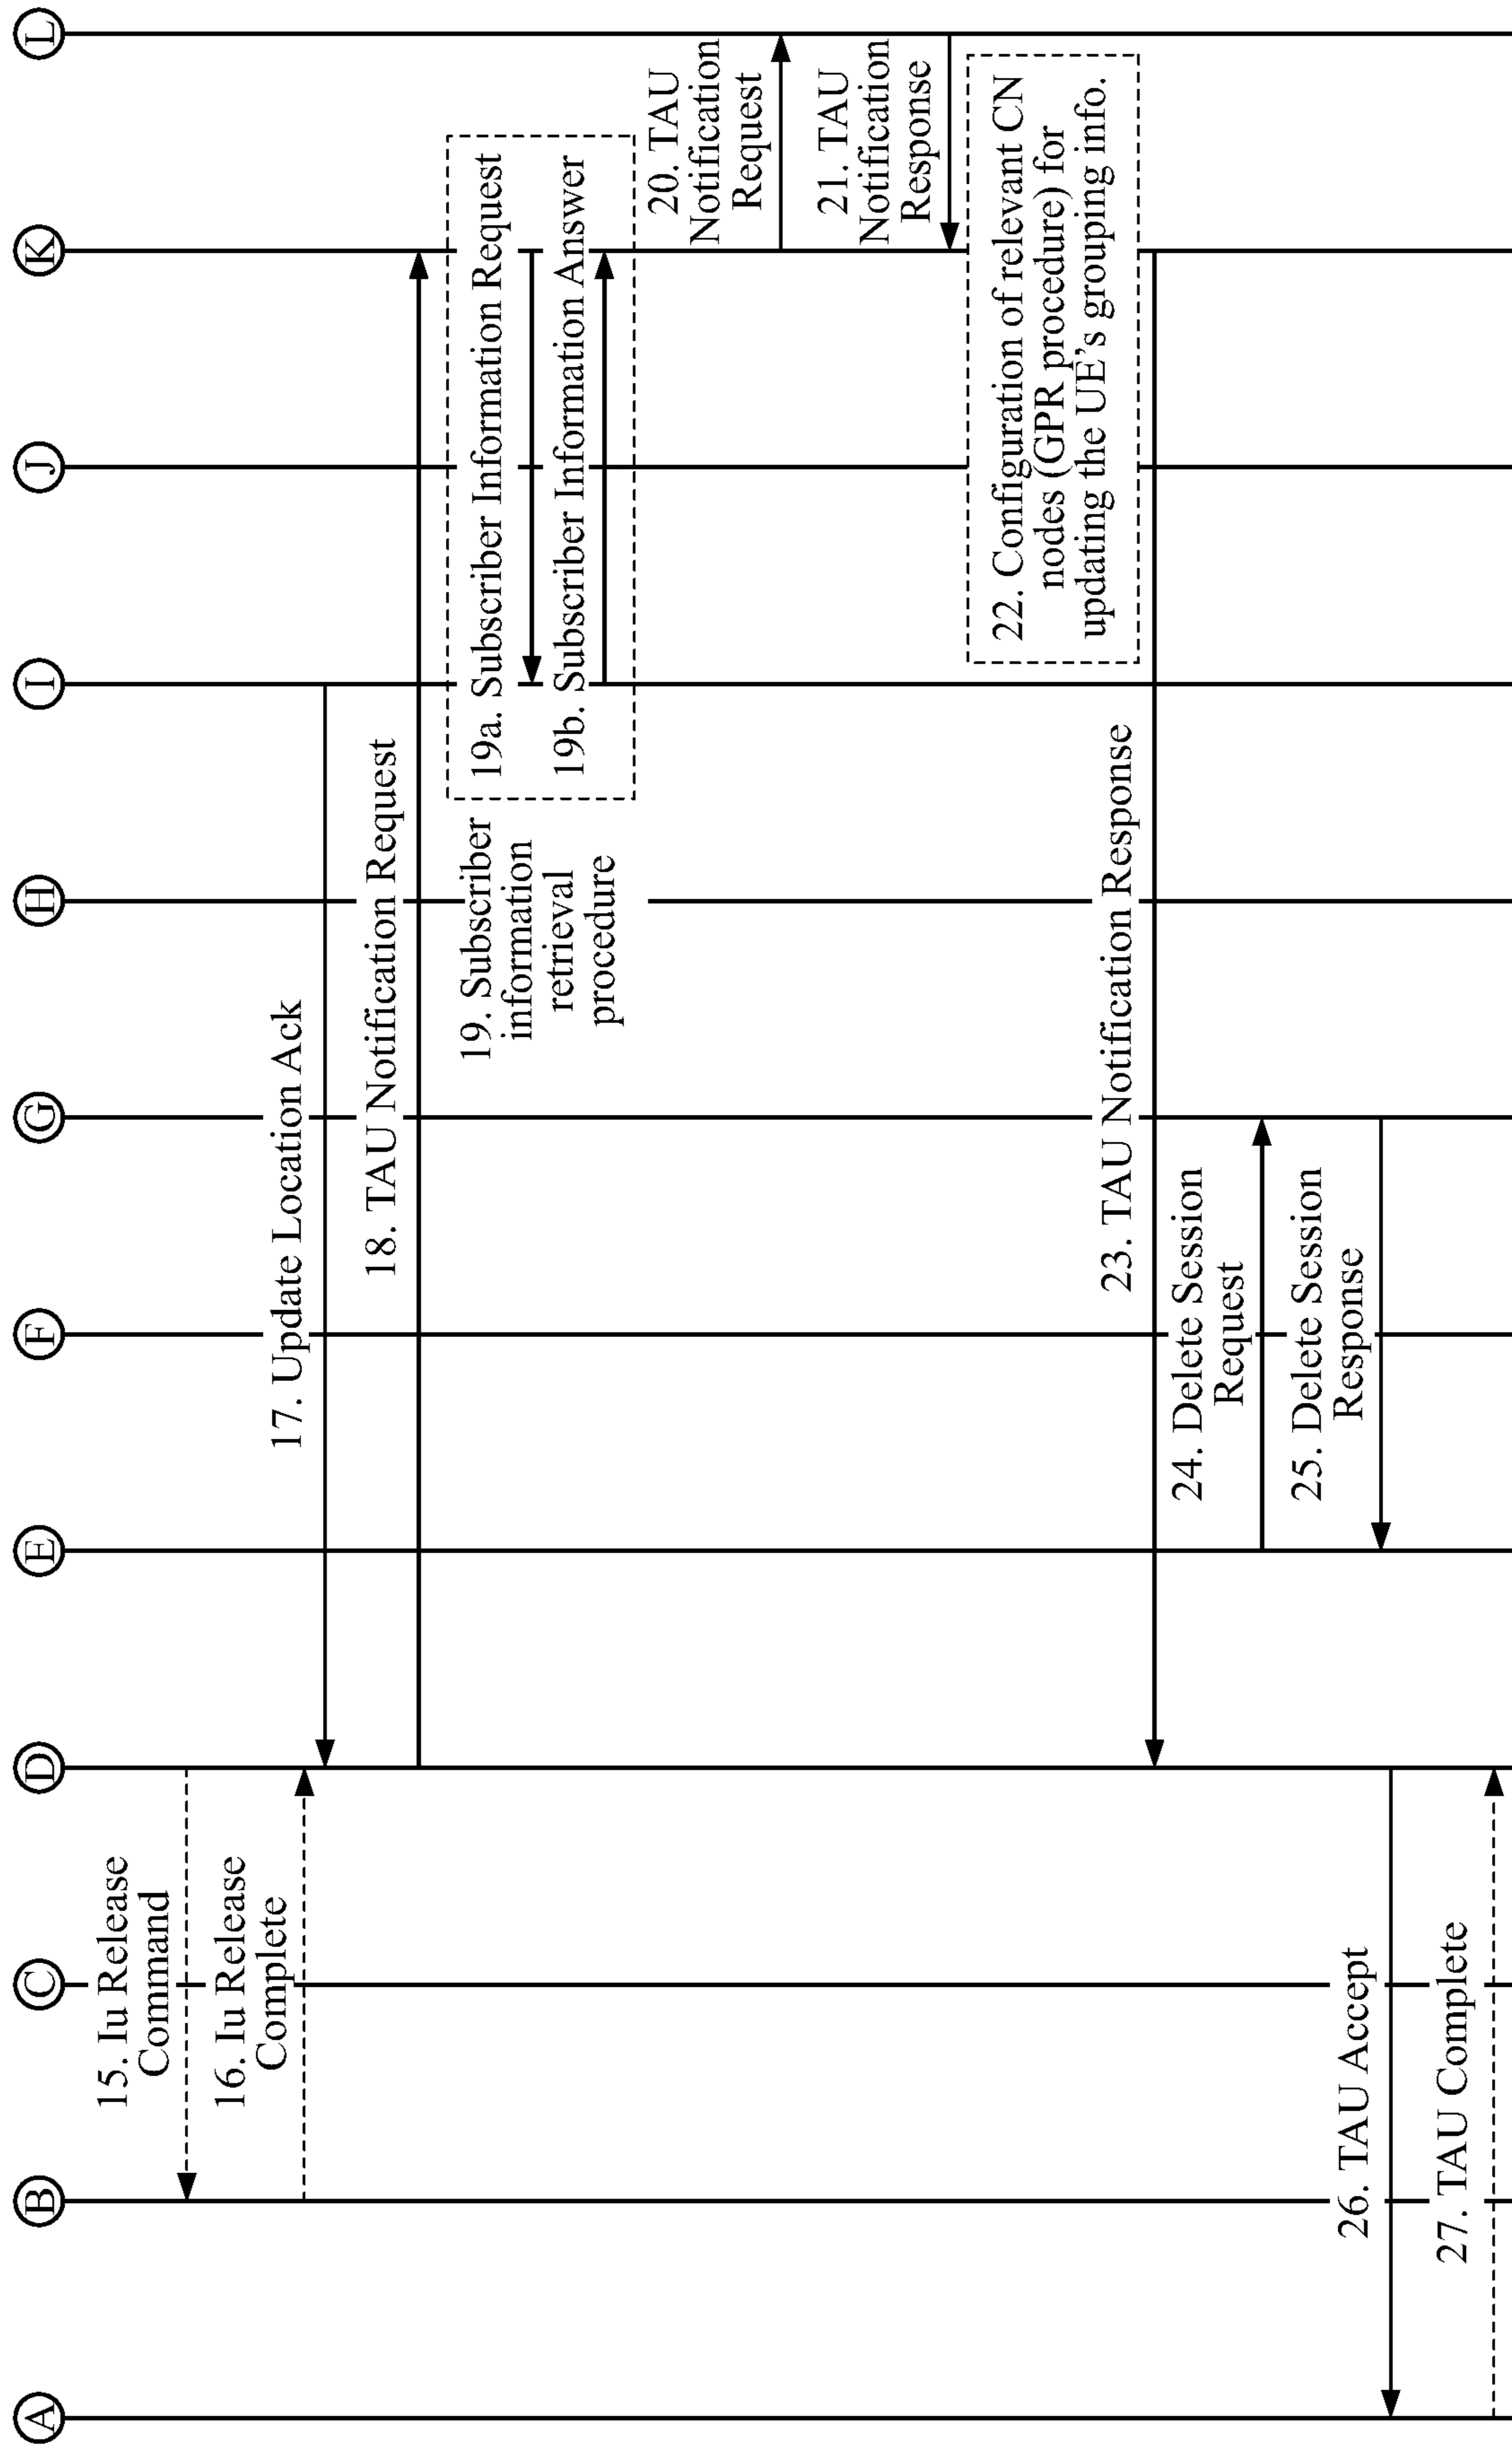 A
B
C
D
E
F
G
H
I
J
K
L
15. Iu Release
Command
16. Iu Release
Complete
17. Update Location Ack
18. TAU Notification Request
19. Subscriber
information
retrieval
procedure
19a. Subscriber Information Request
19b. Subscriber Information Answer
20. TAU
Notification
Request
21. TAU
Notification
Response
22. Configuration of relevant CN
nodes (GPR procedure) for
updating the UE's grouping info.
23. TAU Notification Response
24. Delete Session
Request
25. Delete Session
Response
26. TAU Accept
27. TAU Complete